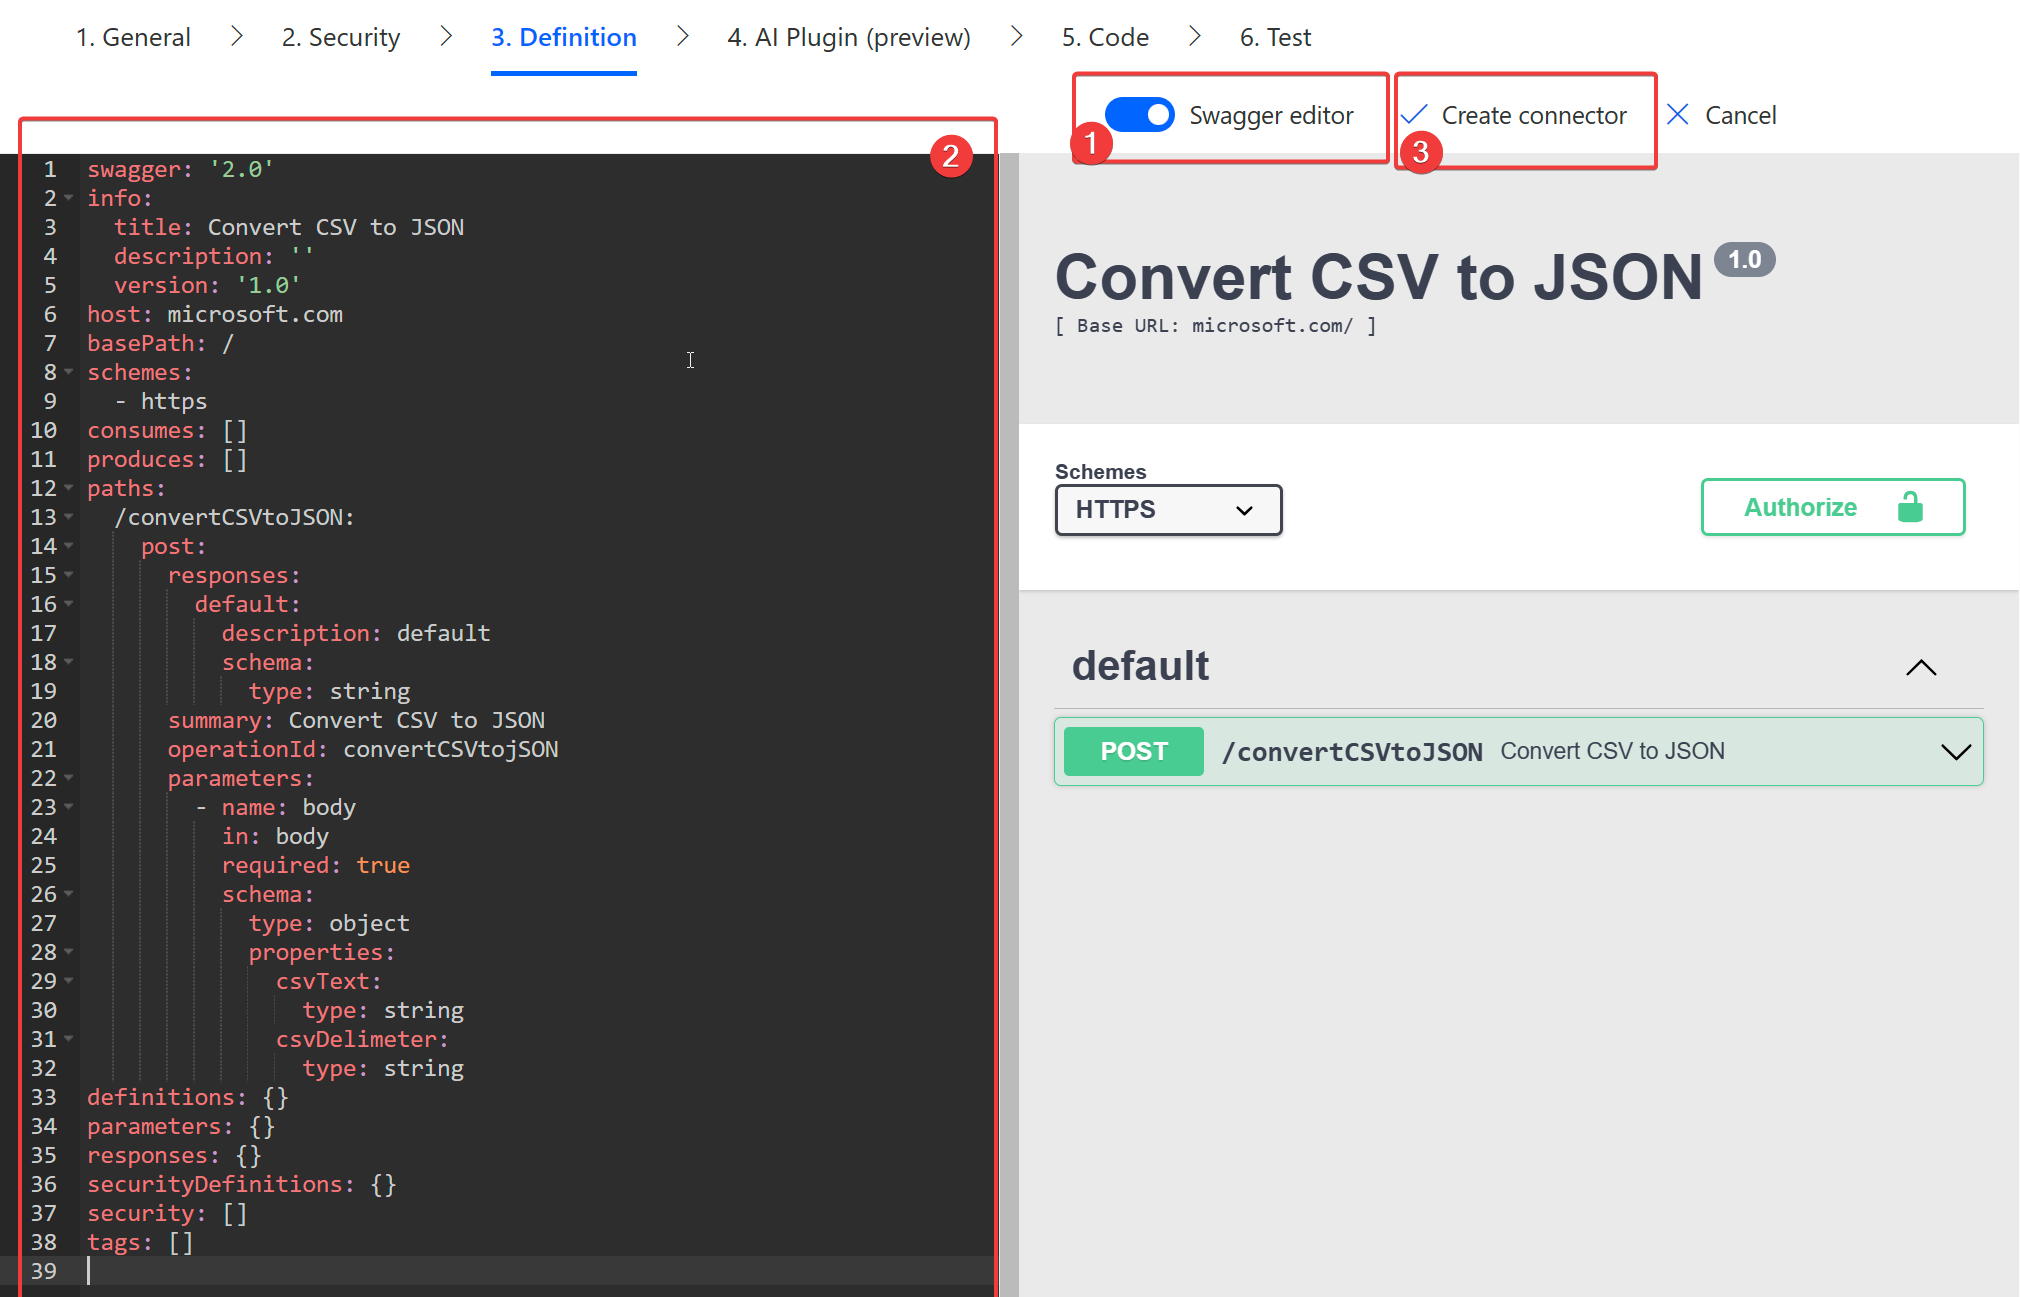 1. General > 2. Security > 3. Definition > 4. AI Plugin (preview) > 5. Code > 6. Test
Swagger editor
Create connector
Cancel
1
3
2
1 swagger: '2.0'
2 info:
3   title: Convert CSV to JSON
4   description: ''
5   version: '1.0'
6 host: microsoft.com
7 basePath: /
8 schemes:
9   - https
10 consumes: []
11 produces: []
12 paths:
13   /convertCSVtoJSON:
14     post:
15       responses:
16         default:
17           description: default
18           schema:
19             type: string
20       summary: Convert CSV to JSON
21       operationId: convertCSVtojSON
22       parameters:
23         - name: body
24           in: body
25           required: true
26           schema:
27             type: object
28             properties:
29               csvText:
30                 type: string
31               csvDelimeter:
32                 type: string
33 definitions: {}
34 parameters: {}
35 responses: {}
36 securityDefinitions: {}
37 security: []
38 tags: []
39
Convert CSV to JSON 1.0
[ Base URL: microsoft.com/ ]
Schemes
HTTPS
Authorize
default
POST /convertCSVtoJSON Convert CSV to JSON